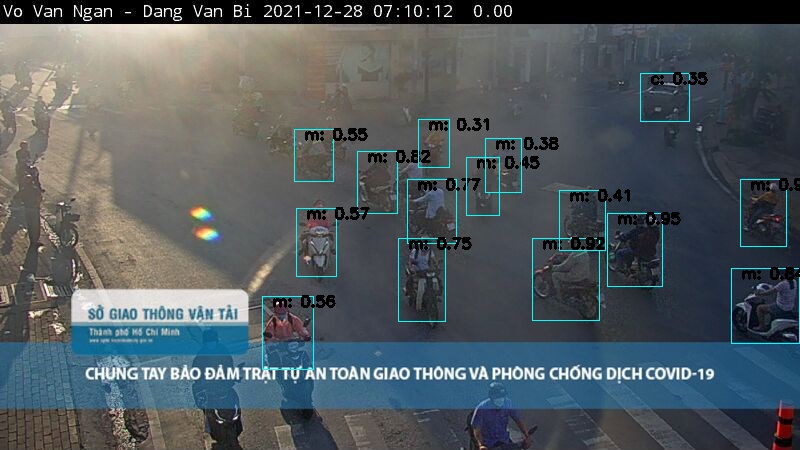 Vo Van Ngan - Dang Van Bi 2021-12-28 07:10:12 0.00
c: 0.35
m: 0.31
m: 0.55
m: 0.38
m: 0.82
m: 0.45
m: 0.77
m: 0.41
m: 0.57
m: 0.95
m: 0.75
m: 0.92
m: 0.56
SỞ GIAO THÔNG VẬN TẢI
Thành phố Hồ Chí Minh
CHUNG TAY BẢO ĐẢM TRẬT TỰ AN TOÀN GIAO THÔNG VÀ PHÒNG CHỐNG DỊCH COVID-19